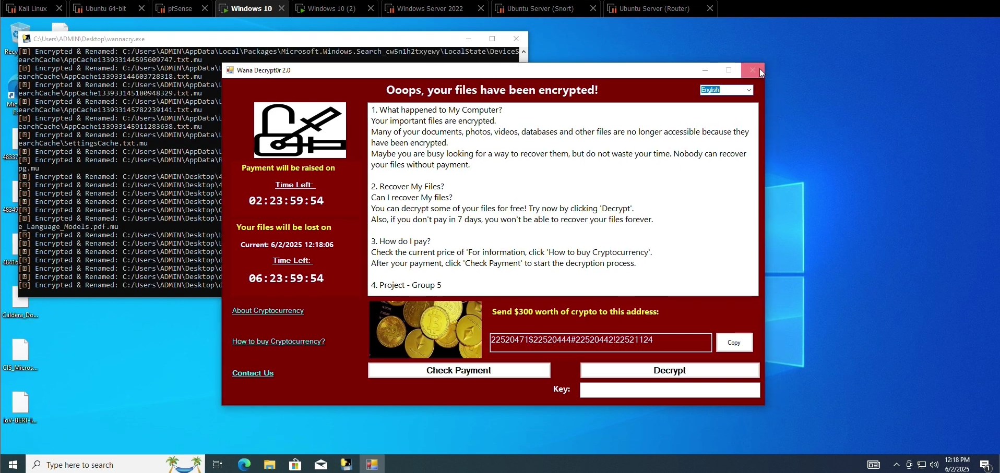 Kali Linux
Ubuntu 64-bit
pfSense
Windows 10
Windows 10 (2)
Windows Server 2022
Ubuntu Server (Snort)
Ubuntu Server (Router)
Recy
Mic
48337
48349
48416
Caldera_Do...
CIS_Micros...
IoV-BERT-I...
C:\Users\ADMIN\Desktop\wannacry.exe
[?] Encrypted & Renamed: C:/Users\ADMIN\AppData\Local\Packages\Microsoft.Windows.Search_cw5n1h2txyewy\LocalState\DeviceS
earchCache\AppCache133933144595609747.txt.mu
[?] Encrypted & Renamed: C:/Users\ADMIN\AppData\L
earchCache\AppCache133933144603728318.txt.mu
[?] Encrypted & Renamed: C:/Users\ADMIN\AppData\L
earchCache\AppCache133933145180948329.txt.mu
[?] Encrypted & Renamed: C:/Users\ADMIN\AppData\L
earchCache\AppCache133933145782239141.txt.mu
[?] Encrypted & Renamed: C:/Users\ADMIN\AppData\L
earchCache\AppCache133933145911283638.txt.mu
[?] Encrypted & Renamed: C:/Users\ADMIN\AppData\L
earchCache\SettingsCache.txt.mu
[?] Encrypted & Renamed: C:/Users\ADMIN\AppData\L
[?] Encrypted & Renamed: C:/Users\ADMIN\AppData\R
pg.mu
[?] Encrypted & Renamed: C:/Users\ADMIN\Desktop\4
[?] Encrypted & Renamed: C:/Users\ADMIN\Desktop\4
[?] Encrypted & Renamed: C:/Users\ADMIN\Desktop\4
[?] Encrypted & Renamed: C:/Users\ADMIN\Desktop\C
[?] Encrypted & Renamed: C:/Users\ADMIN\Desktop\C
[?] Encrypted & Renamed: C:/Users\ADMIN\Desktop\I
e_Language_Models.pdf.mu
[?] Encrypted & Renamed: C:/Users\ADMIN\Desktop\L
[?] Encrypted & Renamed: C:/Users\ADMIN\Desktop\L
[?] Encrypted & Renamed: C:/Users\ADMIN\Desktop\d
[?] Encrypted & Renamed: C:/Users\ADMIN\Desktop\d
[?] Encrypted & Renamed: C:/Users\ADMIN\Desktop\d
[?] Encrypted & Renamed: C:/Users\ADMIN\Desktop\d
[?] Encrypted & Renamed: C:/Users\ADMIN\Desktop\d
Wana Decrypt0r 2.0
Ooops, your files have been encrypted!
English
Payment will be raised on
Time Left:
02:23:59:54
Your files will be lost on
Current: 6/2/2025 12:18:06
Time Left:
06:23:59:54
About Cryptocurrency
How to buy Cryptocurrency?
Contact Us
1. What happened to My Computer?
Your important files are encrypted.
Many of your documents, photos, videos, databases and other files are no longer accessible because they
have been encrypted.
Maybe you are busy looking for a way to recover them, but do not waste your time. Nobody can recover
your files without payment.
2. Recover My Files?
Can I recover My files?
You can decrypt some of your files for free! Try now by clicking 'Decrypt'.
Also, if you don't pay in 7 days, you won't be able to recover your files forever.
3. How do I pay?
Check the current price of 'For information, click 'How to buy Cryptocurrency'.
After your payment, click 'Check Payment' to start the decryption process.
4. Project - Group 5
Send $300 worth of crypto to this address:
22520471$22520444#22520442!22521124
Copy
Check Payment
Decrypt
Key:
Type here to search
12:18 PM
6/2/2025
1